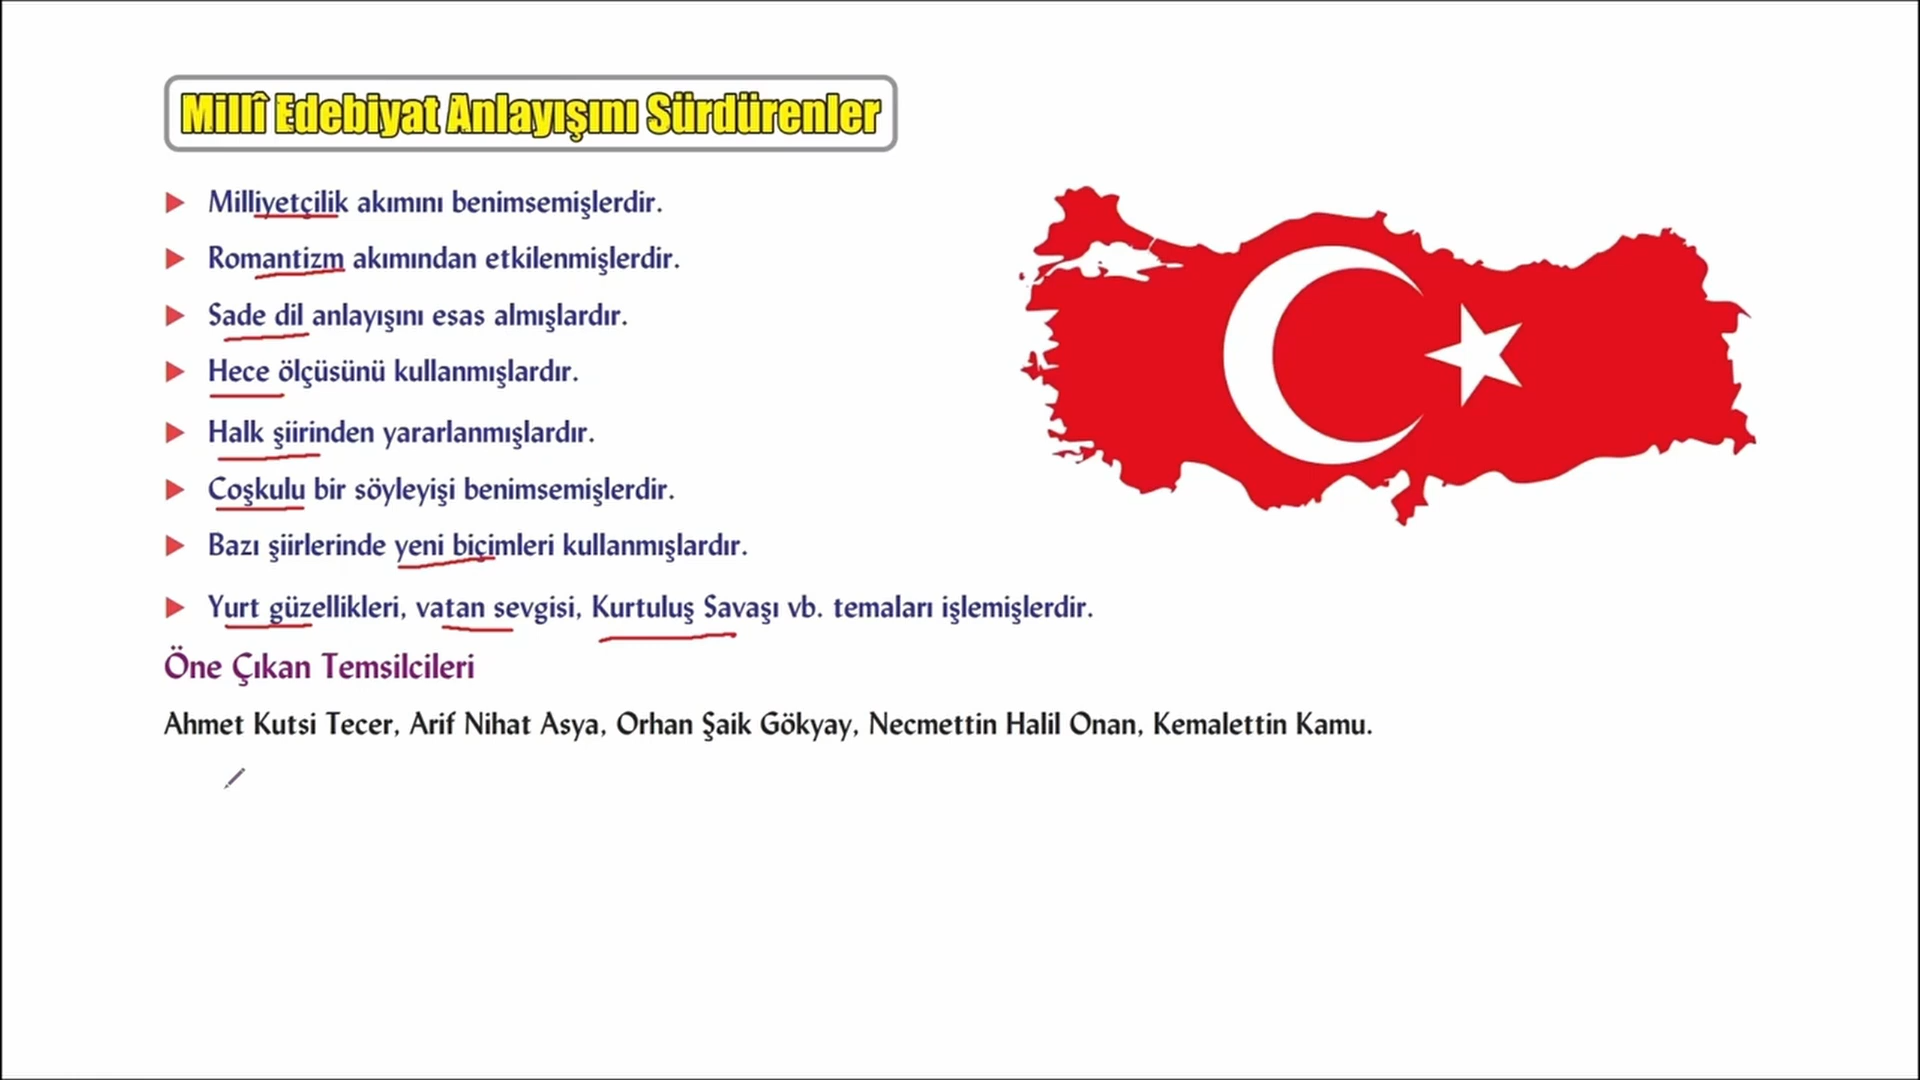 Millî Edebiyat Anlayışını Sürdürenler
Milliyetçilik akımını benimsemişlerdir.
Romantizm akımından etkilenmişlerdir.
Sade dil anlayışını esas almışlardır.
Hece ölçüsünü kullanmışlardır.
Halk şiirinden yararlanmışlardır.
Coşkulu bir söyleyişi benimsemişlerdir.
Bazı şiirlerinde yeni biçimleri kullanmışlardır.
Yurt güzellikleri, vatan sevgisi, Kurtuluş Savaşı vb. temaları işlemişlerdir.
Öne Çıkan Temsilcileri
Ahmet Kutsi Tecer, Arif Nihat Asya, Orhan Şaik Gökyay, Necmettin Halil Onan, Kemalettin Kamu.